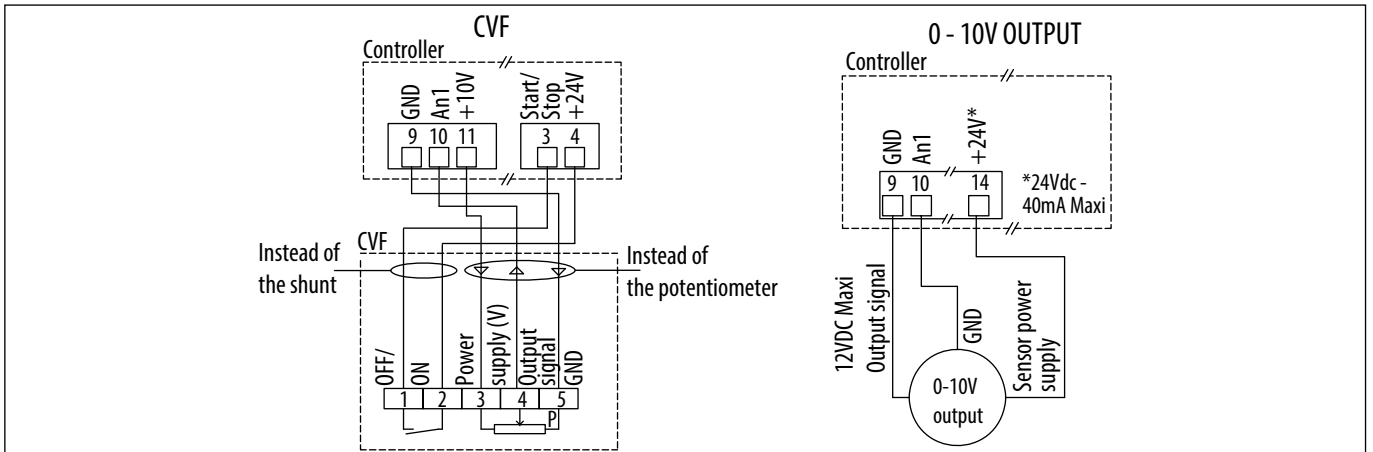 CVF
Controller
GND
An1
+10V
Start/
Stop
+24V
9 10 11 3 4
CVF
Instead of
the shunt
Instead of
the potentiometer
OFF/
ON
Power
supply (V)
Output
signal
GND
1 2 3 4 5
P
0 - 10V OUTPUT
Controller
GND
An1
+24V*
9 10 14
*24Vdc -
40mA Maxi
12VDC Maxi
Output signal
GND
Sensor power
supply
0-10V
output